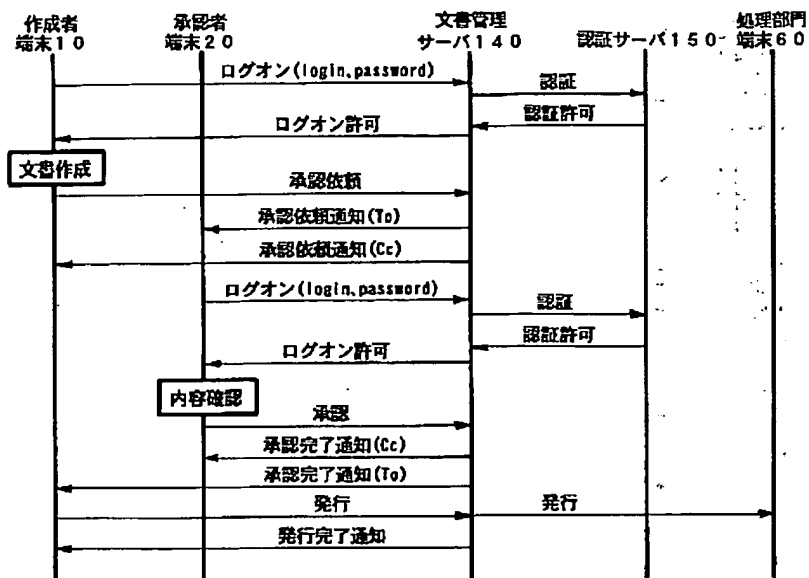 作成者
端末10
承認者
端末20
文書管理
サーバ140
認証サーバ150
処理部門
端末60
ログオン(login,password)
認証
認証許可
ログオン許可
文書作成
承認依頼
承認依頼通知(To)
承認依頼通知(Cc)
ログオン(login,password)
認証
認証許可
ログオン許可
内容確認
承認
承認完了通知(Cc)
承認完了通知(To)
発行
発行
発行完了通知